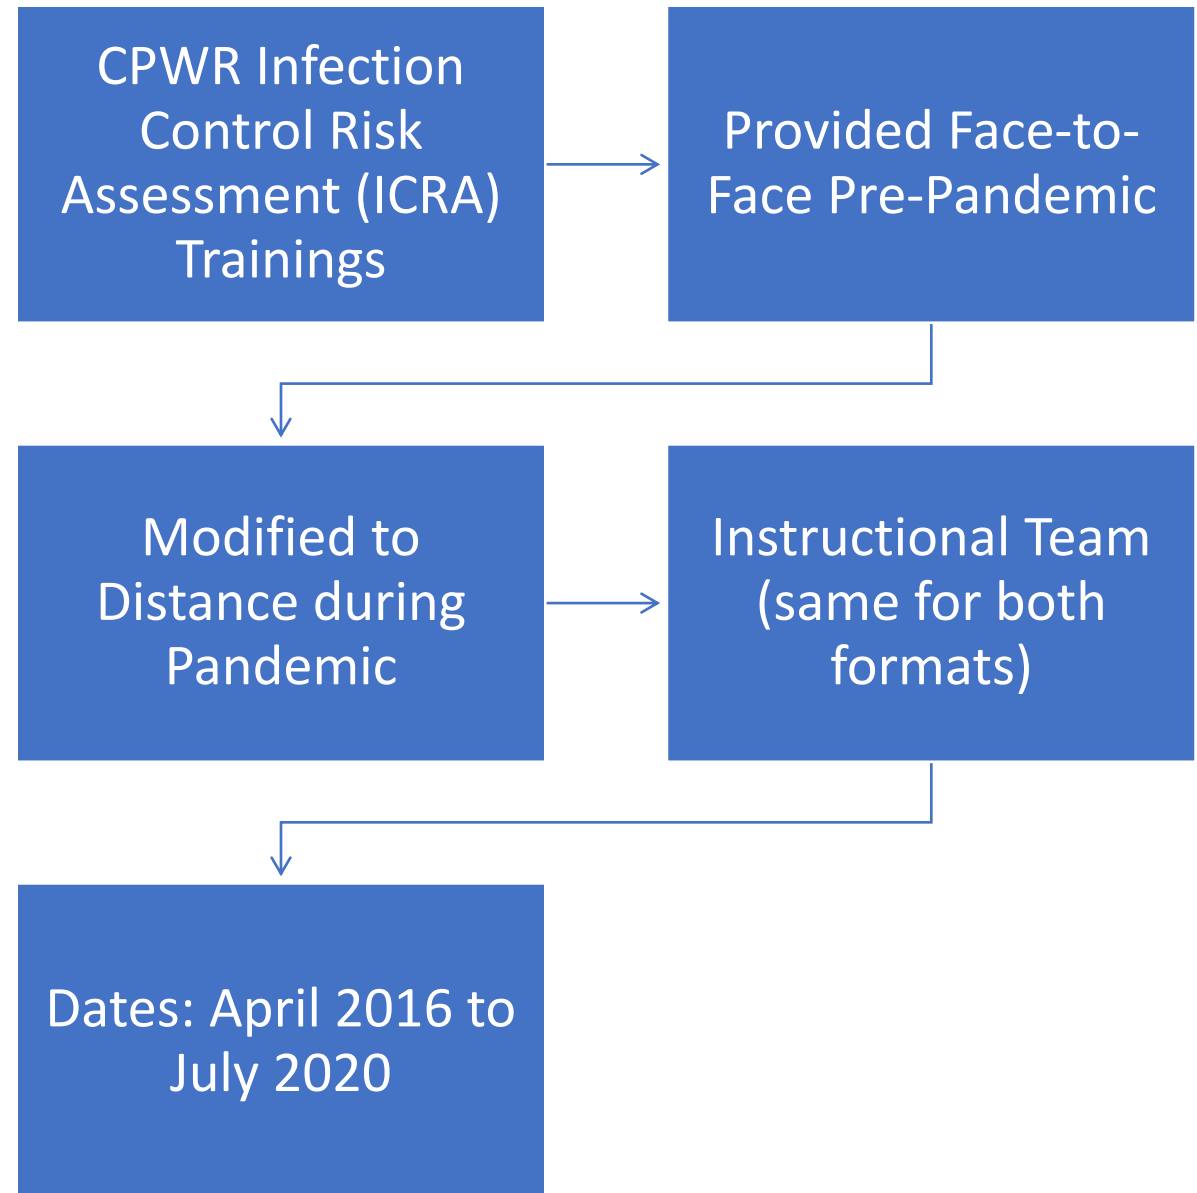 CPWR Infection
Control Risk
Assessment (ICRA)
Trainings
Provided Face-to-
Face Pre-Pandemic
Modified to
Distance during
Pandemic
Instructional Team
(same for both
formats)
Dates: April 2016 to
July 2020